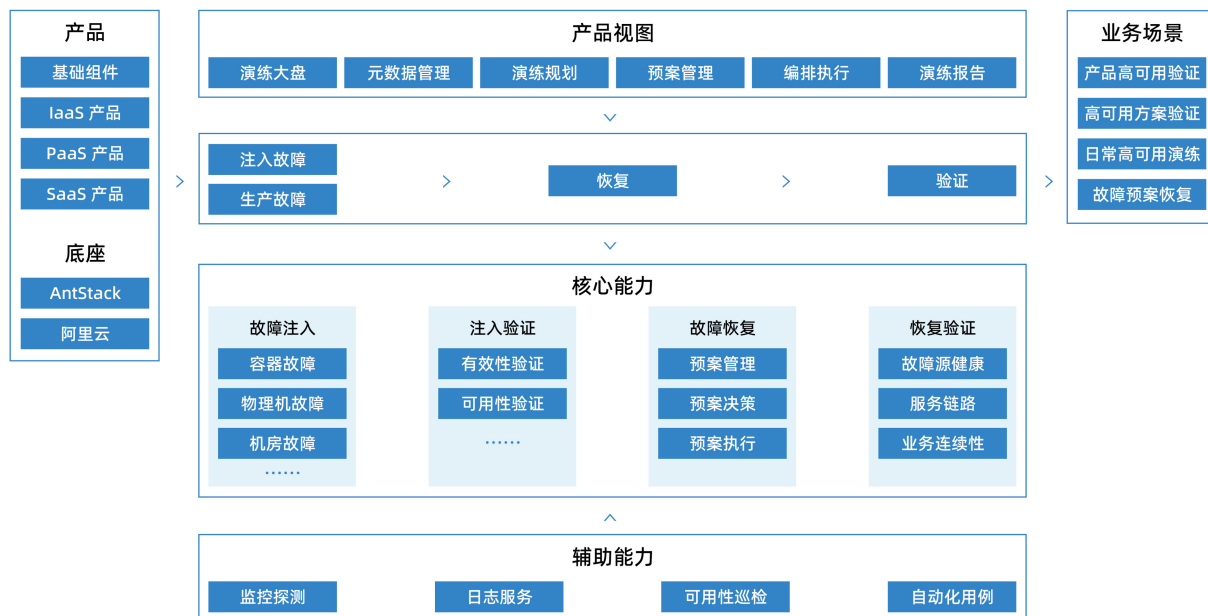 产品
基础组件
IaaS 产品
PaaS 产品
SaaS 产品
底座
AntStack
阿里云
产品视图
演练大盘 元数据管理 演练规划 预案管理 编排执行 演练报告
注入故障
生产故障
恢复
验证
核心能力
故障注入
容器故障
物理机故障
机房故障
……
注入验证
有效性验证
可用性验证
……
故障恢复
预案管理
预案决策
预案执行
恢复验证
故障源健康
服务链路
业务连续性
辅助能力
监控探测 日志服务 可用性巡检 自动化用例
业务场景
产品高可用验证
高可用方案验证
日常高可用演练
故障预案恢复